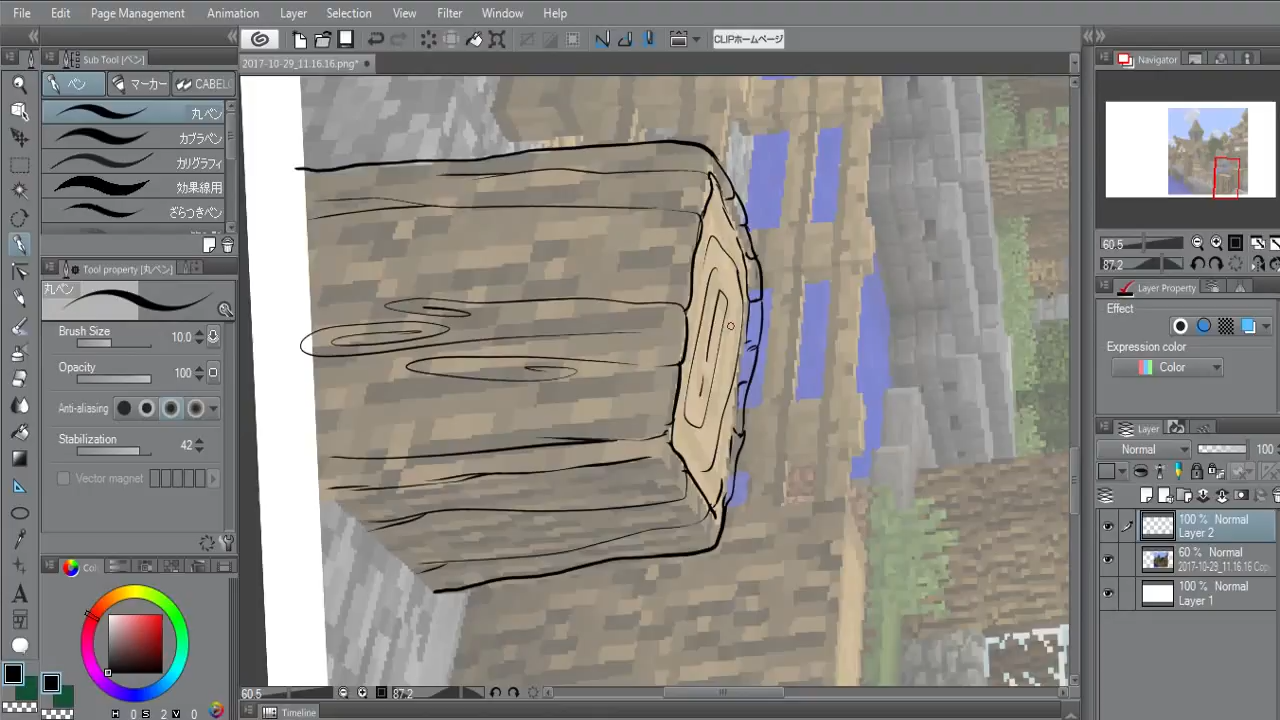 File Edit Page Management Animation Layer Selection View Filter Window Help
CLIPホームページ
Sub Tool [ペン]
2017-10-29_11.16.16.png*
Navigator
ペン マーカー CABEL
丸ペン
カブラペン
カリグラフィ
効果線用
ざらつきペン
60.5
87.2
Tool property [丸ペン]
丸ペン
Brush Size 10.0
Opacity 100
Anti-aliasing
Stabilization 42
Vector magnet
Layer Property
Effect
Expression color
Color
Layer
Normal 100
100 % Normal
Layer 2
60 % Normal
2017-10-29_11.16.16 Cop
100 % Normal
Layer 1
Col
H 0 S 2 V 0
60.5 87.2
Timeline